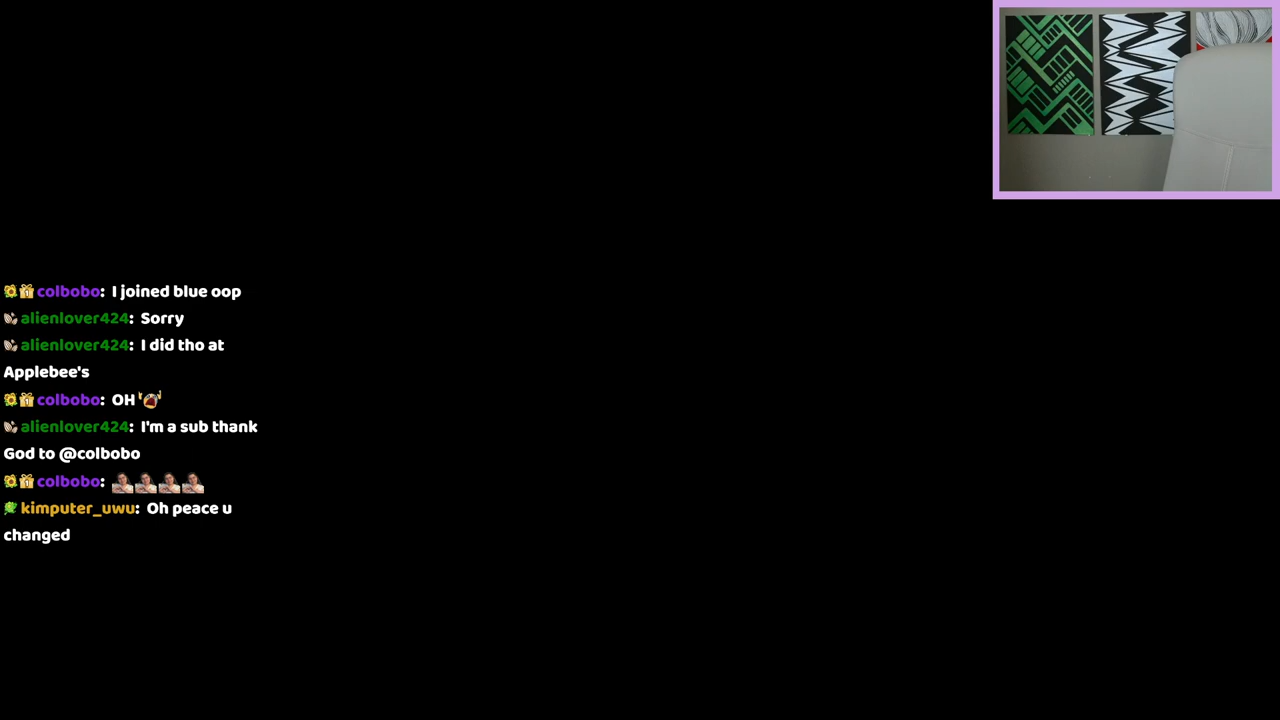 colbobo: I joined blue oop
alienlover424: Sorry
alienlover424: I did tho at
Applebee's
colbobo: OH
alienlover424: I'm a sub thank
God to @colbobo
colbobo:
kimputer_uwu: Oh peace u
changed